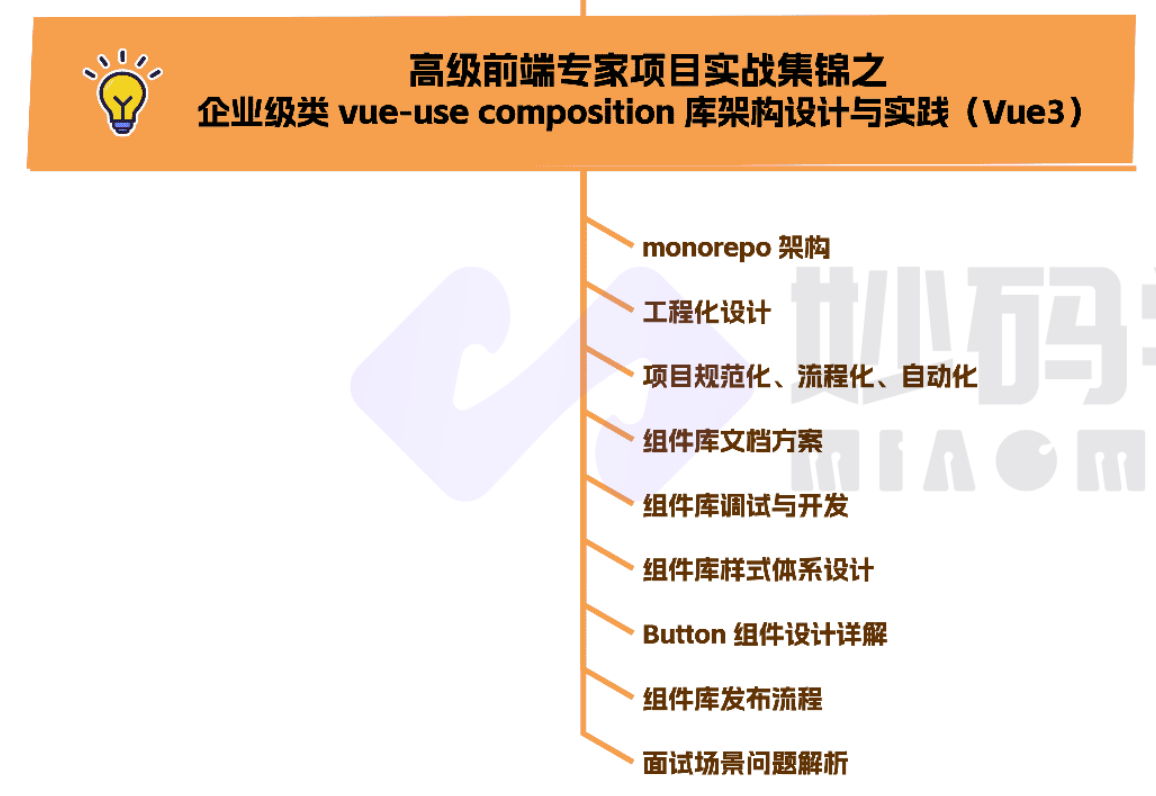 高级前端专家项目实战集锦之
企业级类 vue-use composition 库架构设计与实践（Vue3）
monorepo 架构
工程化设计
项目规范化、流程化、自动化
组件库文档方案
组件库调试与开发
组件库样式体系设计
Button 组件设计详解
组件库发布流程
面试场景问题解析
妙码
MIAOM